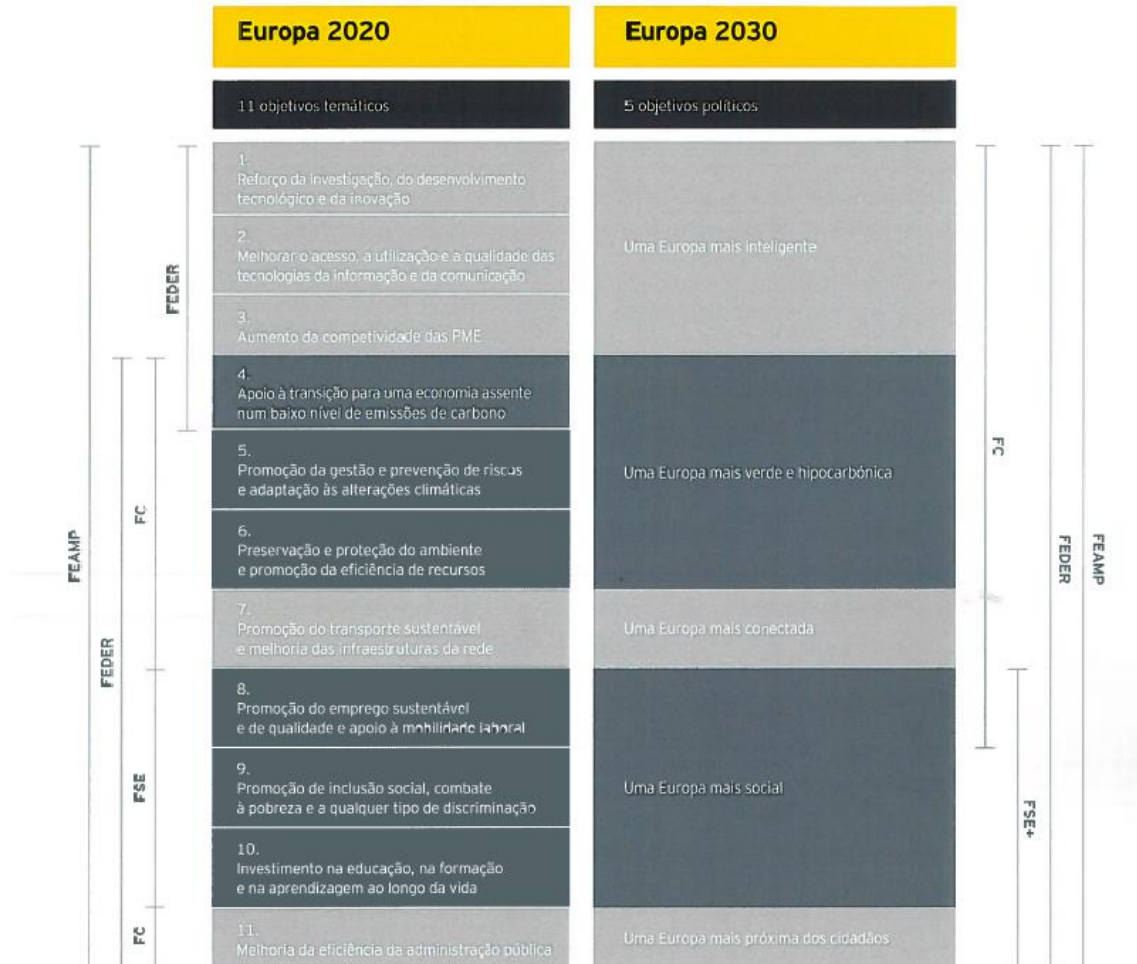 Europa 2020
Europa 2030
11 objetivos temáticos
5 objetivos políticos
1.
Reforço da investigação, do desenvolvimento
tecnológico e da inovação
2.
Melhorar o acesso, a utilização e a qualidade das
tecnologias da informação e da comunicação
3.
Aumento da competividade das PME
4.
Apoio à transição para uma economia assente
num baixo nível de emissões de carbono
5.
Promoção da gestão e prevenção de riscos
e adaptação às alterações climáticas
6.
Preservação e proteção do ambiente
e promoção da eficiência de recursos
7.
Promoção do transporte sustentável
e melhoria das infraestruturas da rede
8.
Promoção do emprego sustentável
e de qualidade e apoio à mobilidade laboral
9.
Promoção de inclusão social, combate
à pobreza e a qualquer tipo de discriminação
10.
Investimento na educação, na formação
e na aprendizagem ao longo da vida
11.
Melhoria da eficiência da administração pública
Uma Europa mais inteligente
Uma Europa mais verde e hipocarbónica
Uma Europa mais conectada
Uma Europa mais social
Uma Europa mais próxima dos cidadãos
FEAMP
FEDER
FC
FSE
FC
FEDER
FC
FSE+
FEDER
FEAMP